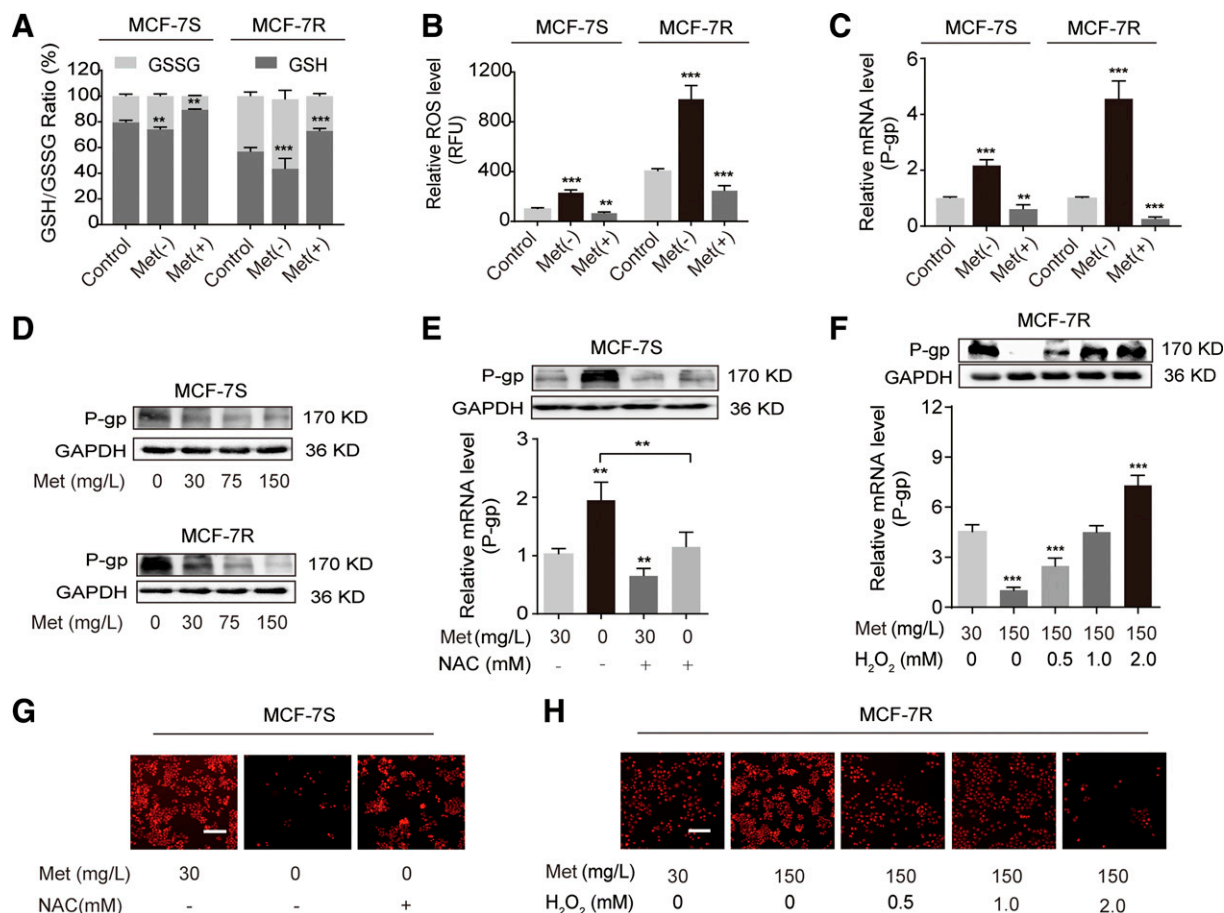 A
MCF-7S MCF-7R
GSSG GSH
GSH/GSSG Ratio (%)
120
100
80
60
40
20
0
** ** *** ***
Control Met(-) Met(+) Control Met(-) Met(+)
B
MCF-7S MCF-7R
Relative ROS level
(RFU)
1200
800
400
0
*** ** *** ***
Control Met(-) Met(+) Control Met(-) Met(+)
C
MCF-7S MCF-7R
Relative mRNA level
(P-gp)
6
4
2
0
*** ** *** ***
Control Met(-) Met(+) Control Met(-) Met(+)
D
MCF-7S
P-gp 170 KD
GAPDH 36 KD
Met (mg/L) 0 30 75 150
MCF-7R
P-gp 170 KD
GAPDH 36 KD
Met (mg/L) 0 30 75 150
E
MCF-7S
P-gp 170 KD
GAPDH 36 KD
Relative mRNA level
(P-gp)
3
2
1
0
** ** **
Met (mg/L) 30 0 30 0
NAC (mM) - - + +
F
MCF-7R
P-gp 170 KD
GAPDH 36 KD
Relative mRNA level
(P-gp)
12
9
6
3
0
*** *** ***
Met (mg/L) 30 150 150 150 150
H₂O₂ (mM) 0 0 0.5 1.0 2.0
G
MCF-7S
Met (mg/L) 30 0 0
NAC(mM) - - +
H
MCF-7R
Met (mg/L) 30 150 150 150 150
H₂O₂ (mM) 0 0 0.5 1.0 2.0